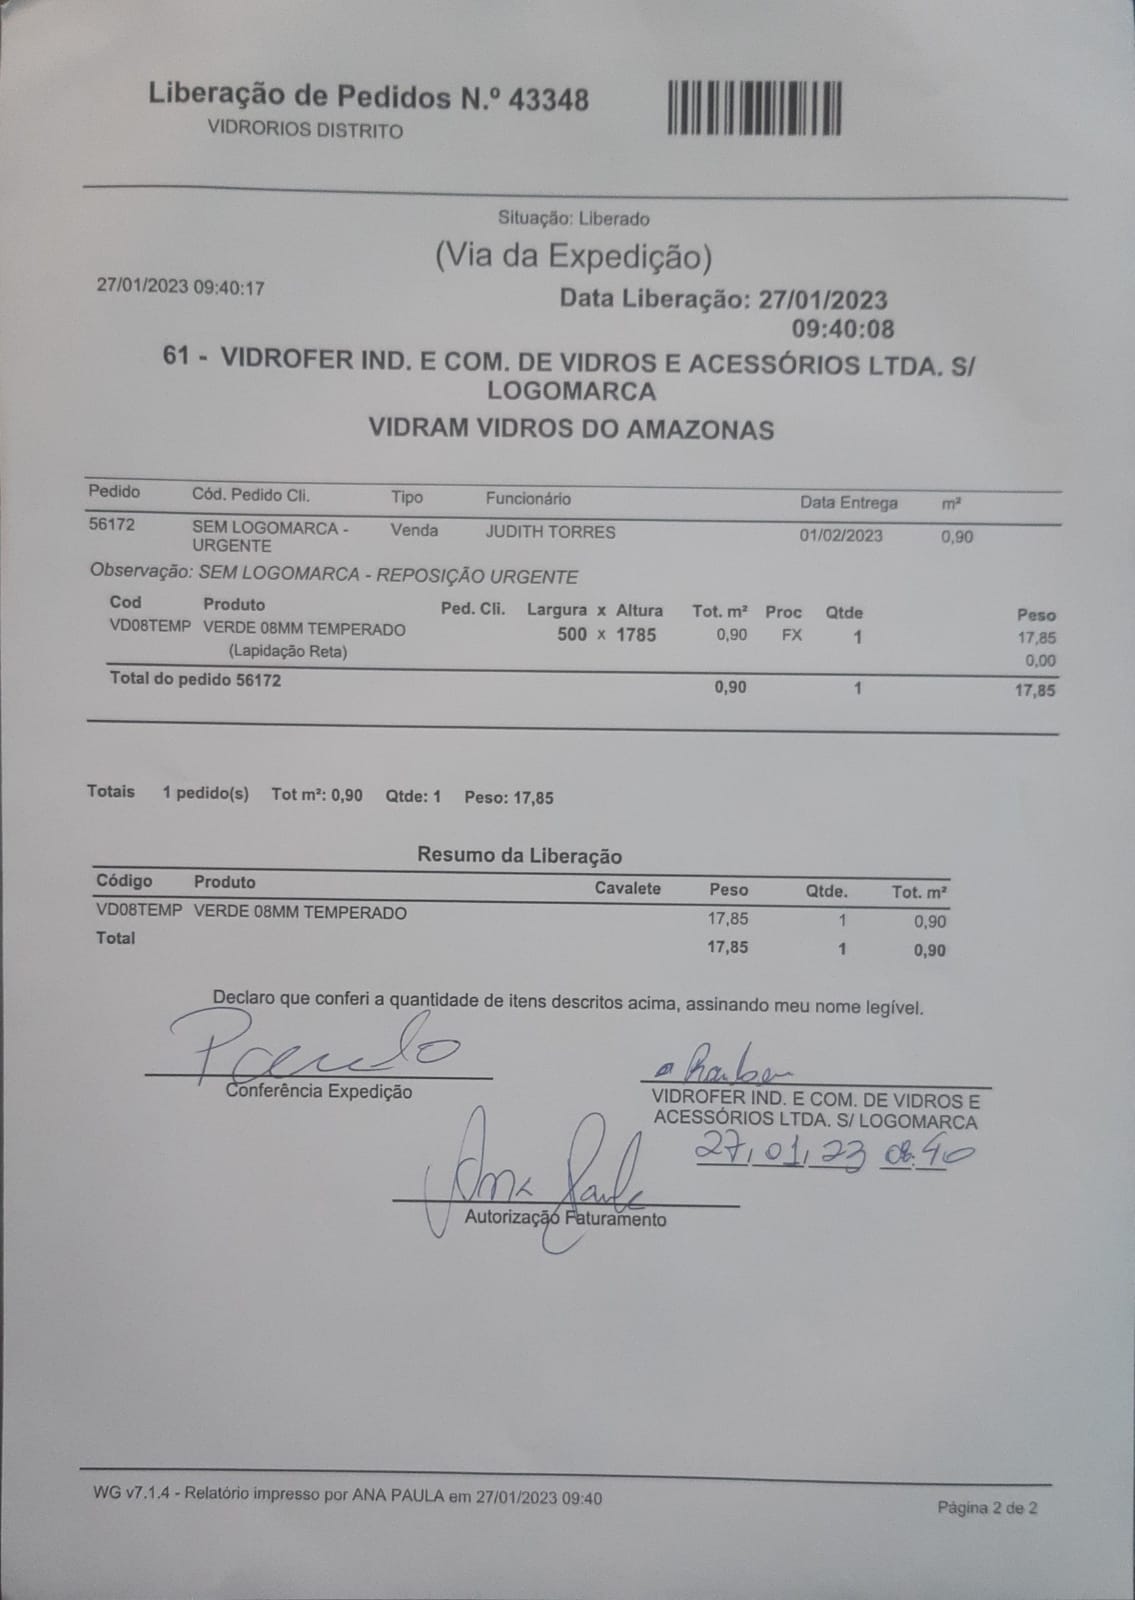 Liberação de Pedidos N.º 43348
VIDRORIOS DISTRITO
Situação: Liberado
(Via da Expedição)
27/01/2023 09:40:17
Data Liberação: 27/01/2023
09:40:08
61 - VIDROFER IND. E COM. DE VIDROS E ACESSÓRIOS LTDA. S/
LOGOMARCA
VIDRAM VIDROS DO AMAZONAS
Pedido Cód. Pedido Cli. Tipo Funcionário Data Entrega m²
56172 SEM LOGOMARCA - Venda JUDITH TORRES 01/02/2023 0,90
URGENTE
Observação: SEM LOGOMARCA - REPOSIÇÃO URGENTE
Cod Produto Ped. Cli. Largura x Altura Tot. m² Proc Qtde Peso
VD08TEMP VERDE 08MM TEMPERADO 500 x 1785 0,90 FX 1 17,85
(Lapidação Reta) 0,00
Total do pedido 56172 0,90 1 17,85
Totais 1 pedido(s) Tot m²: 0,90 Qtde: 1 Peso: 17,85
Resumo da Liberação
Código Produto Cavalete Peso Qtde. Tot. m²
VD08TEMP VERDE 08MM TEMPERADO 17,85 1 0,90
Total 17,85 1 0,90
Declaro que conferi a quantidade de itens descritos acima, assinando meu nome legível.
Conferência Expedição
VIDROFER IND. E COM. DE VIDROS E
ACESSÓRIOS LTDA. S/ LOGOMARCA
27,01,23
Ana Paula
Autorização Faturamento
WG v7.1.4 - Relatório impresso por ANA PAULA em 27/01/2023 09:40
Página 2 de 2